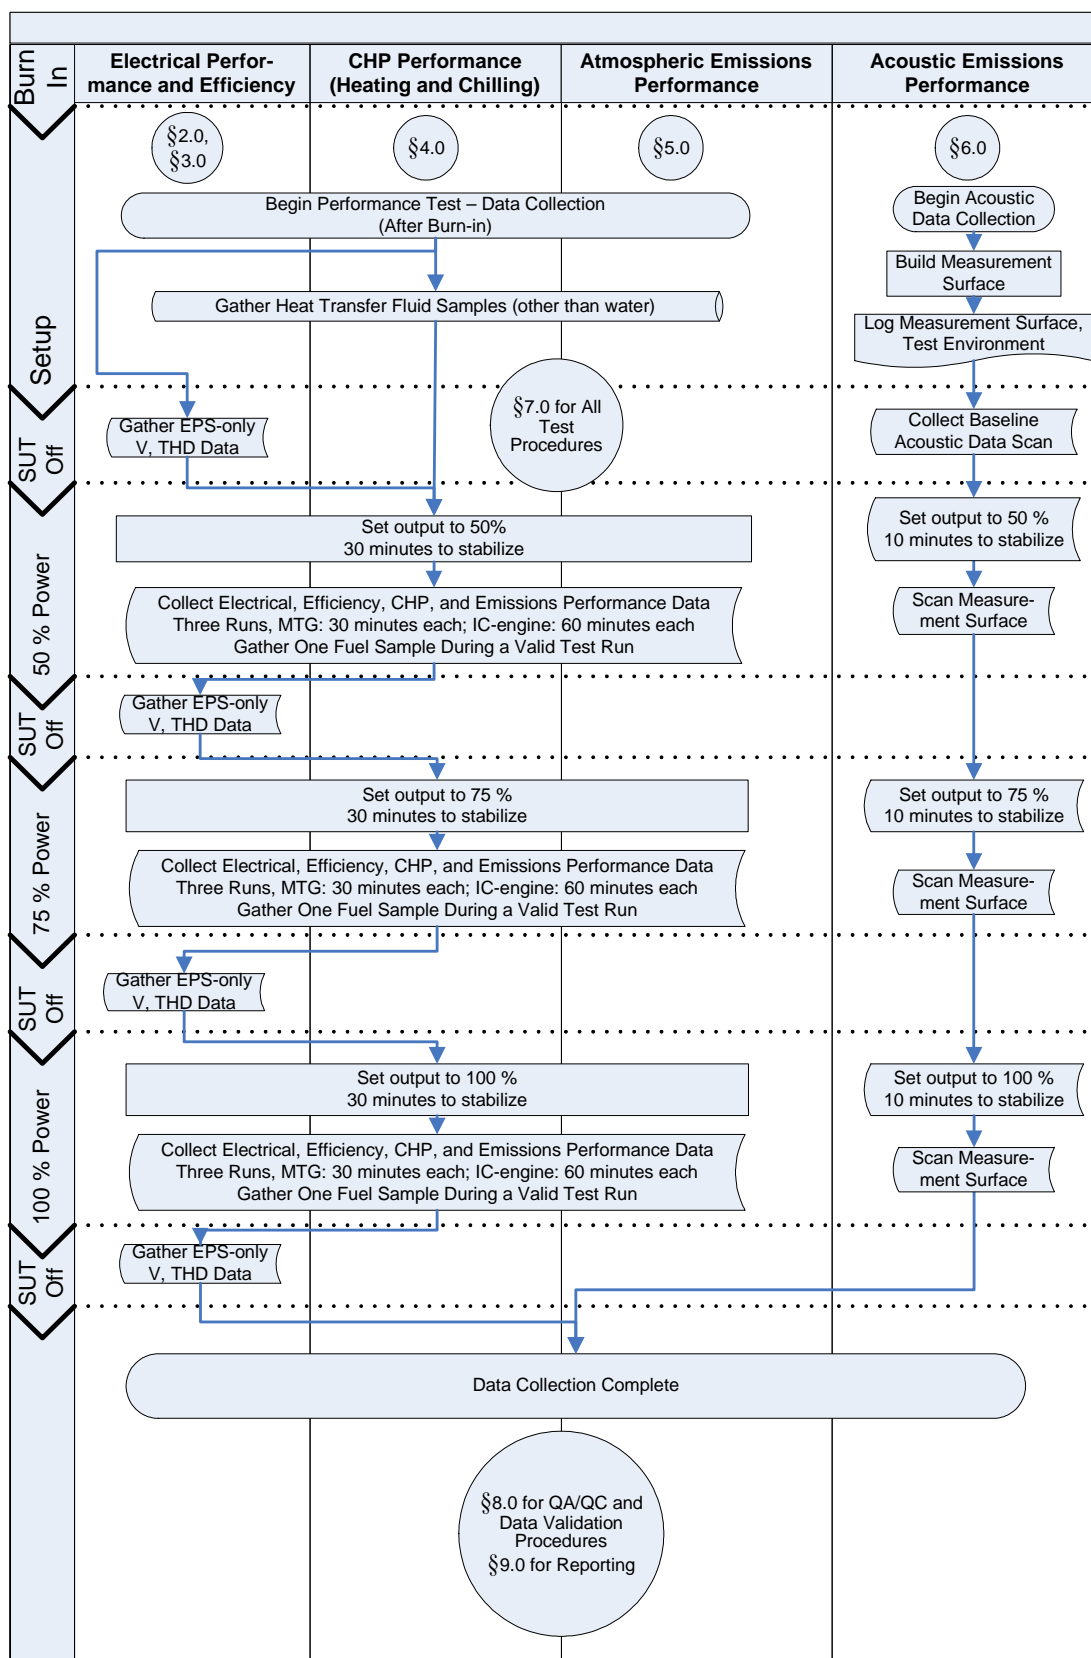 Burn
In
Electrical Perfor-
mance and Efficiency
CHP Performance
(Heating and Chilling)
Atmospheric Emissions
Performance
Acoustic Emissions
Performance
§2.0,
§3.0
§4.0
§5.0
§6.0
Begin Performance Test – Data Collection
(After Burn-in)
Begin Acoustic
Data Collection
Build Measurement
Surface
Gather Heat Transfer Fluid Samples (other than water)
Log Measurement Surface,
Test Environment
Setup
§7.0 for All
Test
Procedures
SUT
Off
Gather EPS-only
V, THD Data
Collect Baseline
Acoustic Data Scan
50 % Power
Set output to 50%
30 minutes to stabilize
Set output to 50 %
10 minutes to stabilize
Collect Electrical, Efficiency, CHP, and Emissions Performance Data
Three Runs, MTG: 30 minutes each; IC-engine: 60 minutes each
Gather One Fuel Sample During a Valid Test Run
Scan Measure-
ment Surface
SUT
Off
Gather EPS-only
V, THD Data
75 % Power
Set output to 75 %
30 minutes to stabilize
Set output to 75 %
10 minutes to stabilize
Collect Electrical, Efficiency, CHP, and Emissions Performance Data
Three Runs, MTG: 30 minutes each; IC-engine: 60 minutes each
Gather One Fuel Sample During a Valid Test Run
Scan Measure-
ment Surface
SUT
Off
Gather EPS-only
V, THD Data
100 % Power
Set output to 100 %
30 minutes to stabilize
Set output to 100 %
10 minutes to stabilize
Collect Electrical, Efficiency, CHP, and Emissions Performance Data
Three Runs, MTG: 30 minutes each; IC-engine: 60 minutes each
Gather One Fuel Sample During a Valid Test Run
Scan Measure-
ment Surface
SUT
Off
Gather EPS-only
V, THD Data
Data Collection Complete
§8.0 for QA/QC and
Data Validation
Procedures
§9.0 for Reporting